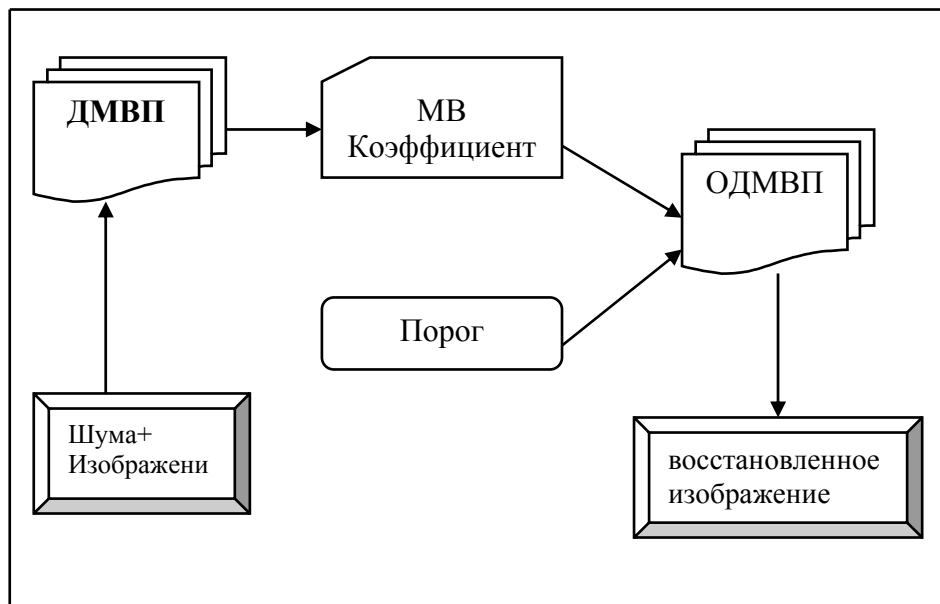 ДМВП
МВ
Коэффициент
ОДМВП
Порог
Шума+
Изображени
восстановленное
изображение